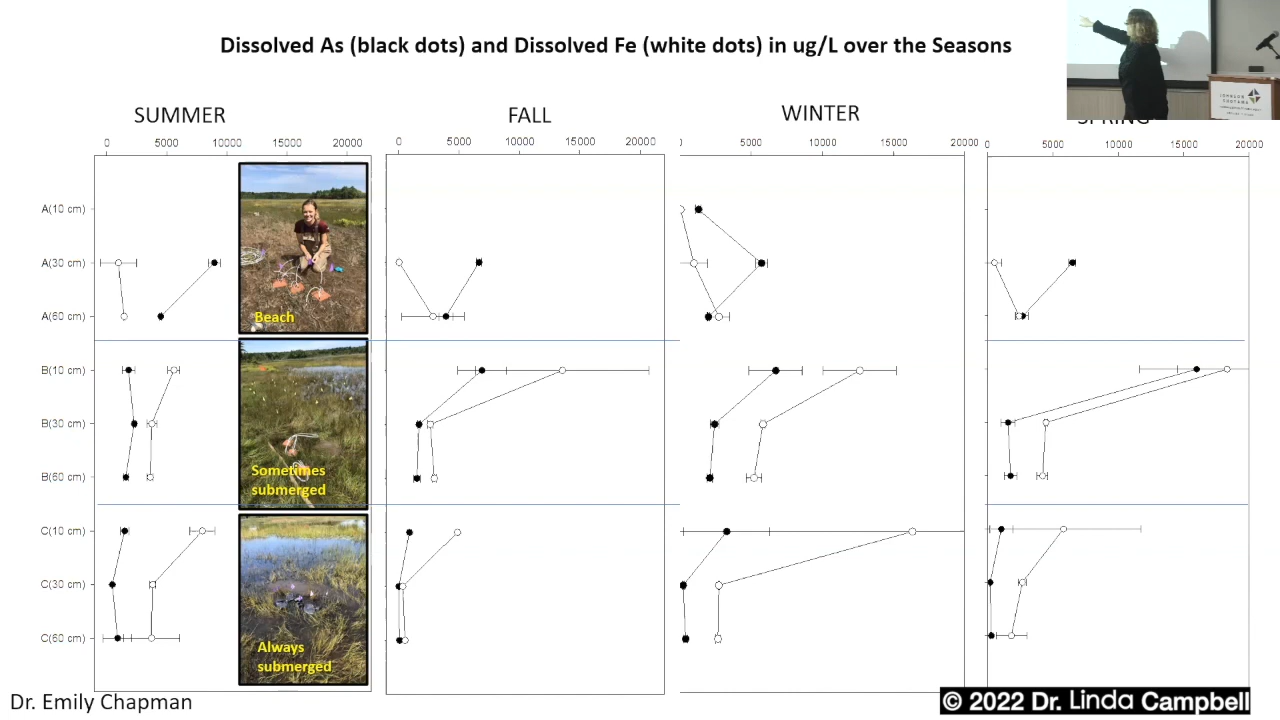 Dissolved As (black dots) and Dissolved Fe (white dots) in ug/L over the Seasons
SUMMER
FALL
WINTER
SPRING
0 5000 10000 15000 20000
0 5000 10000 15000 20000
5000 10000 15000 20000
0 5000 10000 15000 20000
A(10 cm)
A(30 cm)
A(60 cm)
Beach
B(10 cm)
B(30 cm)
B(60 cm)
Sometimes
submerged
C(10 cm)
C(30 cm)
C(60 cm)
Always
submerged
Dr. Emily Chapman
© 2022 Dr. Linda Campbell